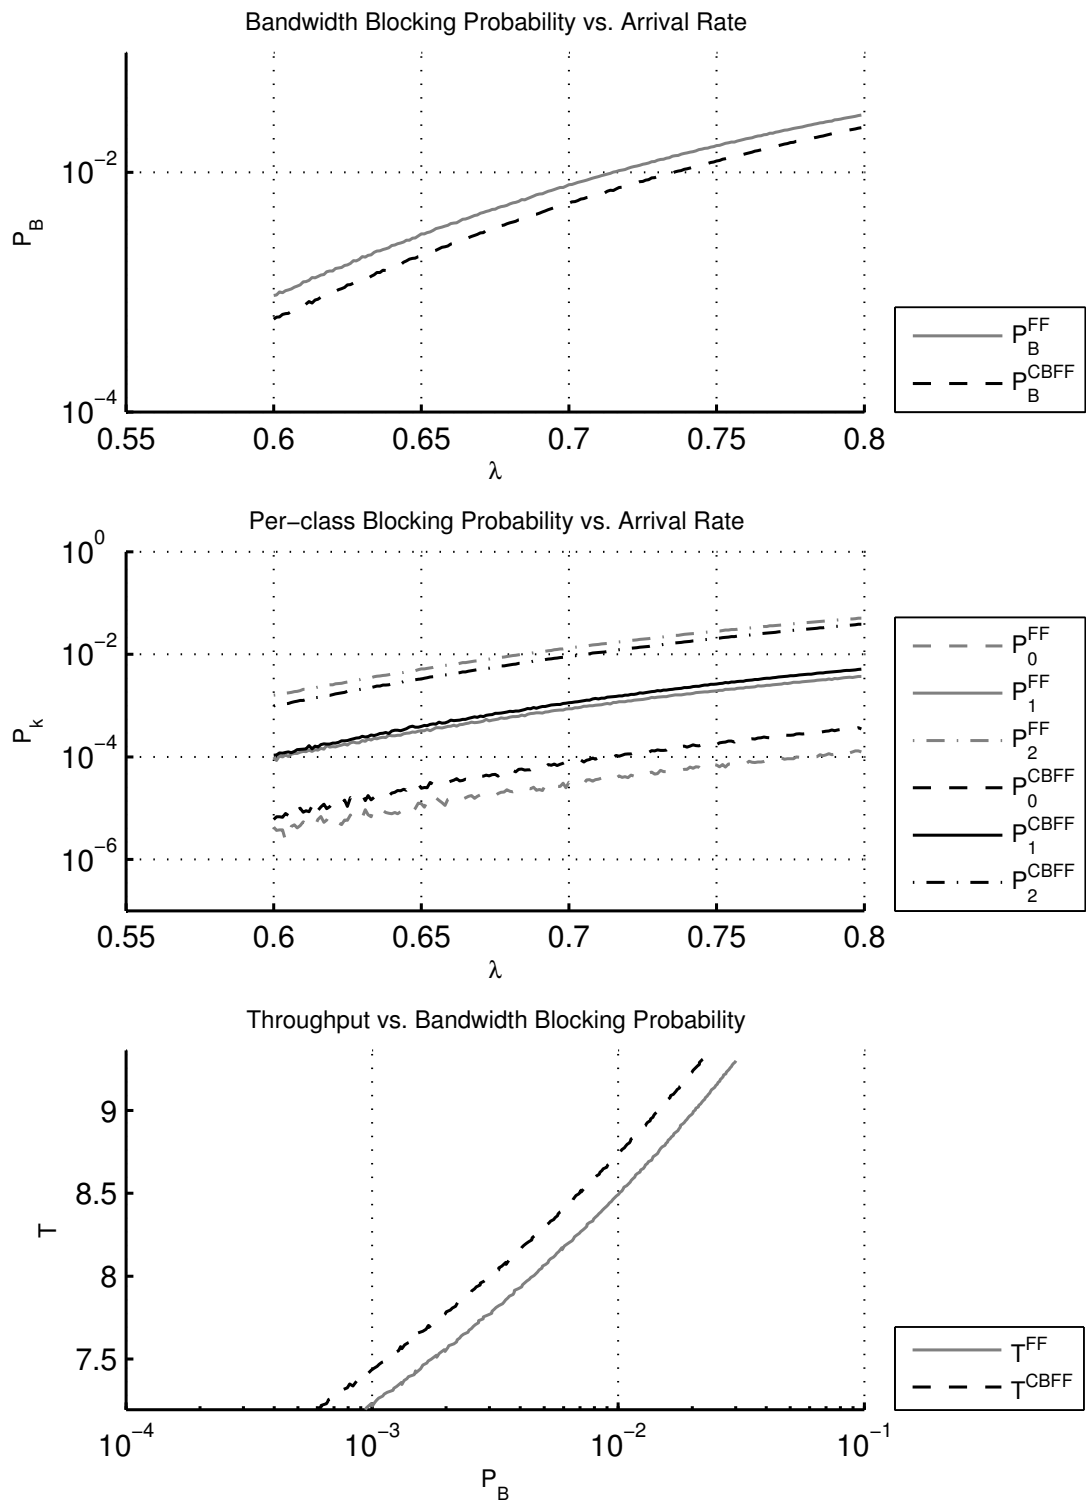 Bandwidth Blocking Probability vs. Arrival Rate
10^−2
10^−4
P_B
0.55 0.6 0.65 0.7 0.75 0.8
λ
P_B^FF
P_B^CBFF
Per−class Blocking Probability vs. Arrival Rate
10^0
10^−2
10^−4
10^−6
P_k
0.55 0.6 0.65 0.7 0.75 0.8
λ
P_0^FF
P_1^FF
P_2^FF
P_0^CBFF
P_1^CBFF
P_2^CBFF
Throughput vs. Bandwidth Blocking Probability
9
8.5
8
7.5
T
10^−4 10^−3 10^−2 10^−1
P_B
T^FF
T^CBFF